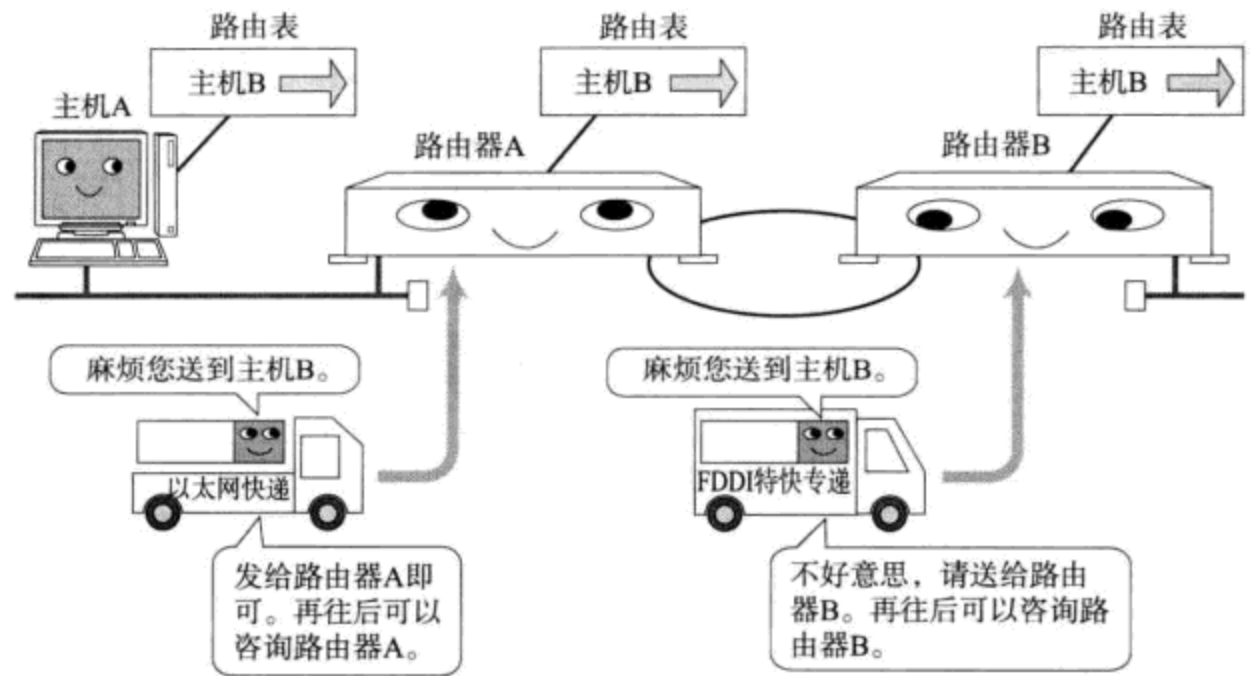 路由表
路由表
路由表
主机B
主机B
主机B
主机A
路由器A
路由器B
麻烦您送到主机B。
麻烦您送到主机B。
以太网快递
FDDI特快专递
发给路由器A即
可。再往后可以
咨询路由器A。
不好意思，请送给路由
器B。再往后可以咨询路
由器B。